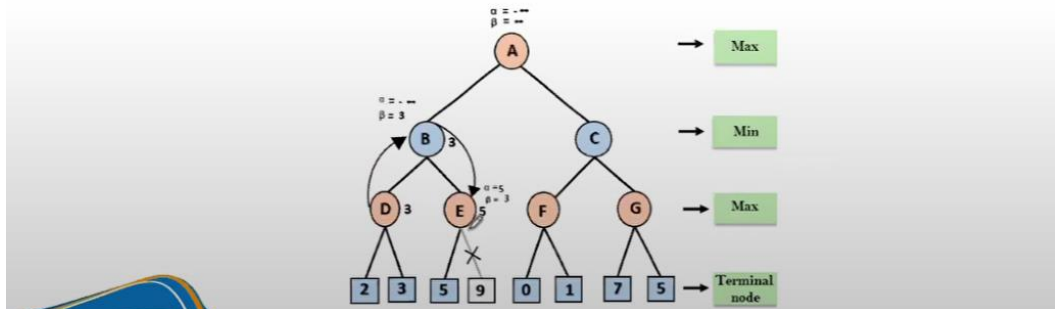 α = - ∞
β = ∞
A
Max
α = - ∞
β = 3
B
3
C
Min
α =5
β = 3
D
3
E
5
F
G
Max
2
3
5
9
0
1
7
5
Terminal
node